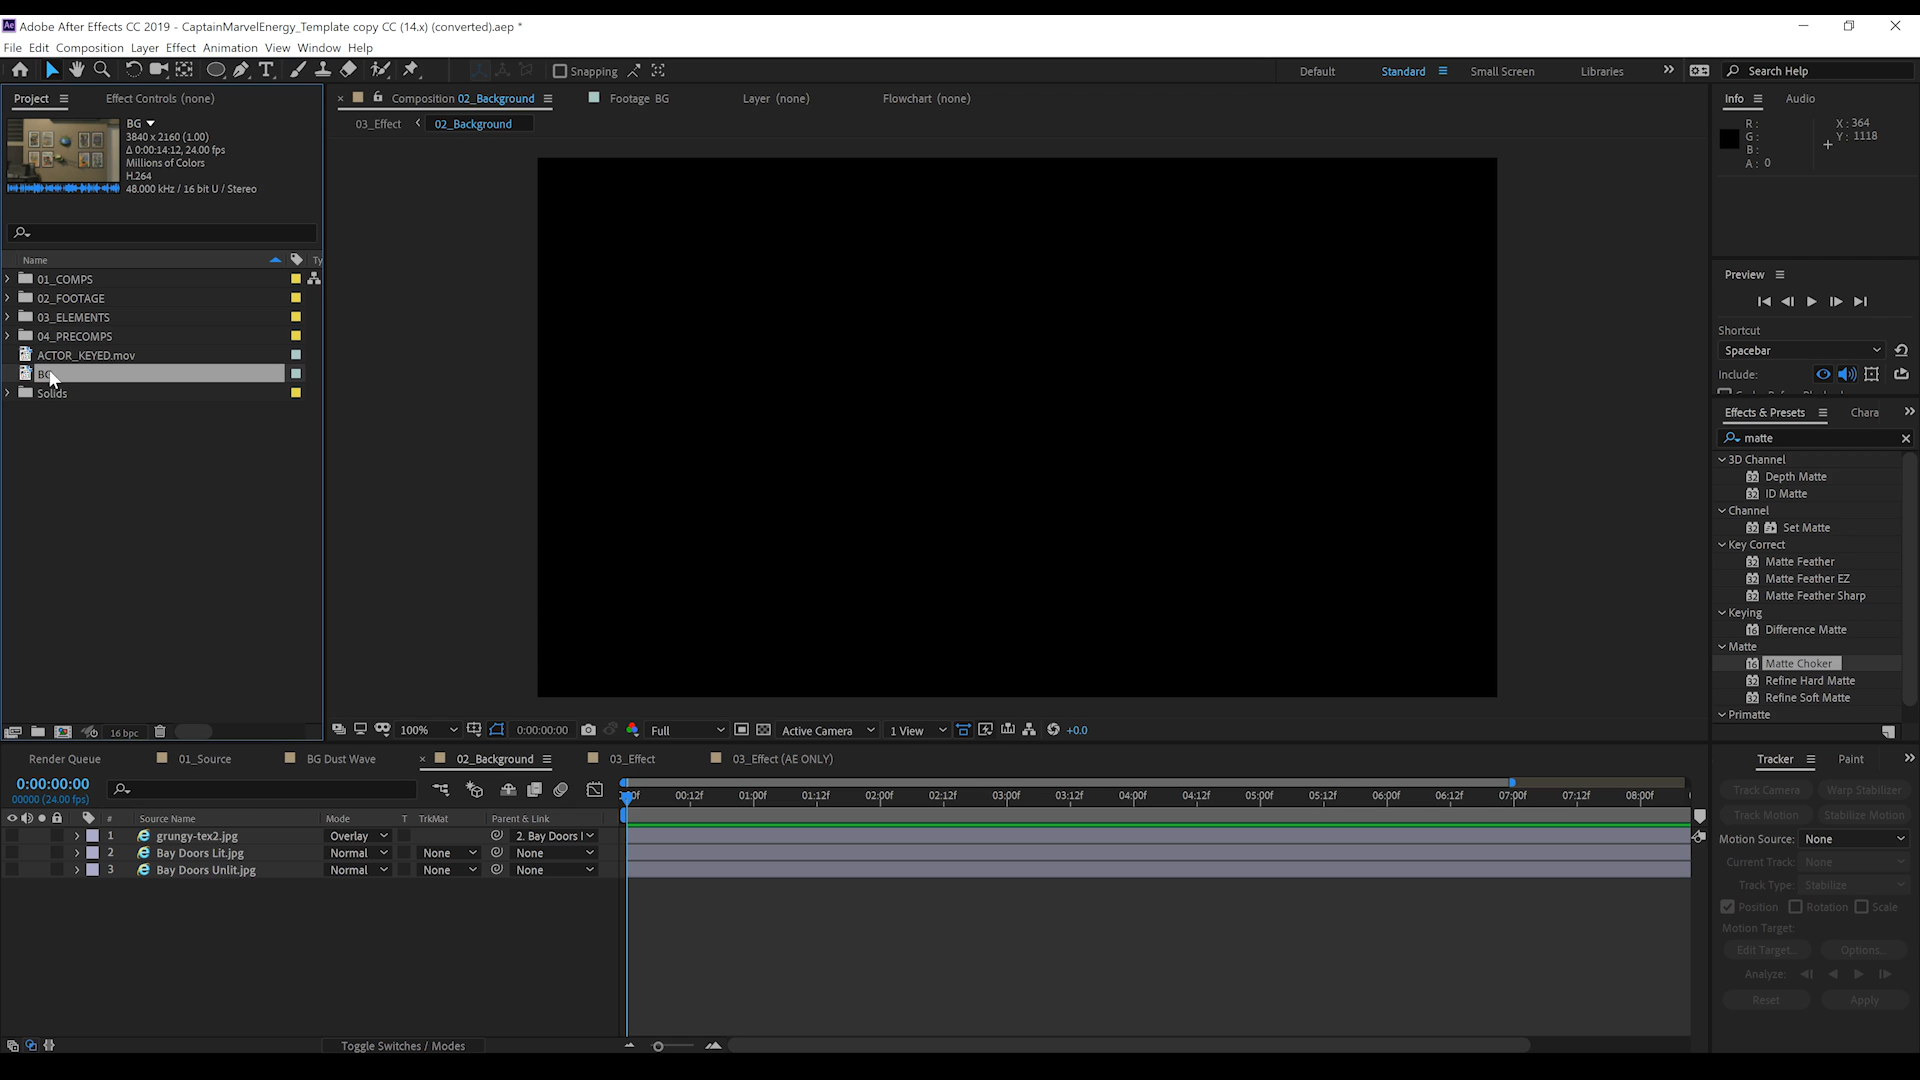 Adobe After Effects CC 2019 - CaptainMarvelEnergy_Template copy CC (14.x) (converted).aep *
File Edit Composition Layer Effect Animation View Window Help
Snapping
Default Standard Small Screen Libraries
Search Help
Project
Effect Controls (none)
BG
3840 x 2160 (1.00)
Δ 0:00:14:12, 24.00 fps
Millions of Colors
H.264
48.000 kHz / 16 bit U / Stereo
Name
Ty
01_COMPS
02_FOOTAGE
03_ELEMENTS
04_PRECOMPS
ACTOR_KEYED.mov
Solids
16 bpc
Composition 02_Background
Footage BG
Layer (none)
Flowchart (none)
03_Effect
02_Background
100%
0:00:00:00
Full
Active Camera
1 View
+0.0
Info
Audio
R:
G:
B:
A: 0
X: 364
Y: 1118
Preview
Shortcut
Spacebar
Include:
Effects & Presets
Chara
matte
3D Channel
Depth Matte
ID Matte
Channel
Set Matte
Key Correct
Matte Feather
Matte Feather EZ
Matte Feather Sharp
Keying
Difference Matte
Matte
Matte Choker
Refine Hard Matte
Refine Soft Matte
Primatte
Render Queue
01_Source
BG Dust Wave
02_Background
03_Effect
03_Effect (AE ONLY)
0:00:00:00
00000 (24.00 fps)
00:12f 01:00f 01:12f 02:00f 02:12f 03:00f 03:12f 04:00f 04:12f 05:00f 05:12f 06:00f 06:12f 07:00f 07:12f 08:00f
# Source Name Mode T TrkMat Parent & Link
1 grungy-tex2.jpg Overlay 2. Bay Doors
2 Bay Doors Lit.jpg Normal None None
3 Bay Doors Unlit.jpg Normal None None
Toggle Switches / Modes
Tracker
Paint
Track Camera
Warp Stabilizer
Track Motion
Stabilize Motion
Motion Source: None
Current Track: None
Track Type: Stabilize
Position Rotation Scale
Motion Target:
Edit Target...
Options...
Analyze:
Reset
Apply